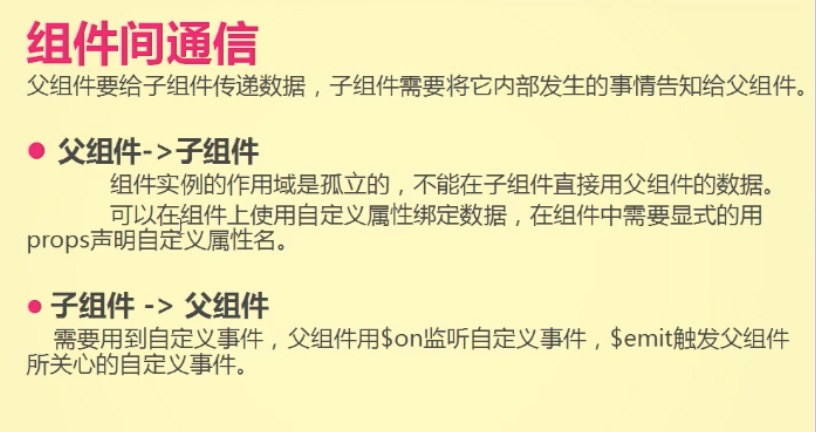 组件间通信
父组件要给子组件传递数据，子组件需要将它内部发生的事情告知给父组件。
● 父组件->子组件
组件实例的作用域是孤立的，不能在子组件直接用父组件的数据。
可以在组件上使用自定义属性绑定数据，在组件中需要显式的用
props声明自定义属性名。
● 子组件 -> 父组件
需要用到自定义事件，父组件用$on监听自定义事件，$emit触发父组件
所关心的自定义事件。